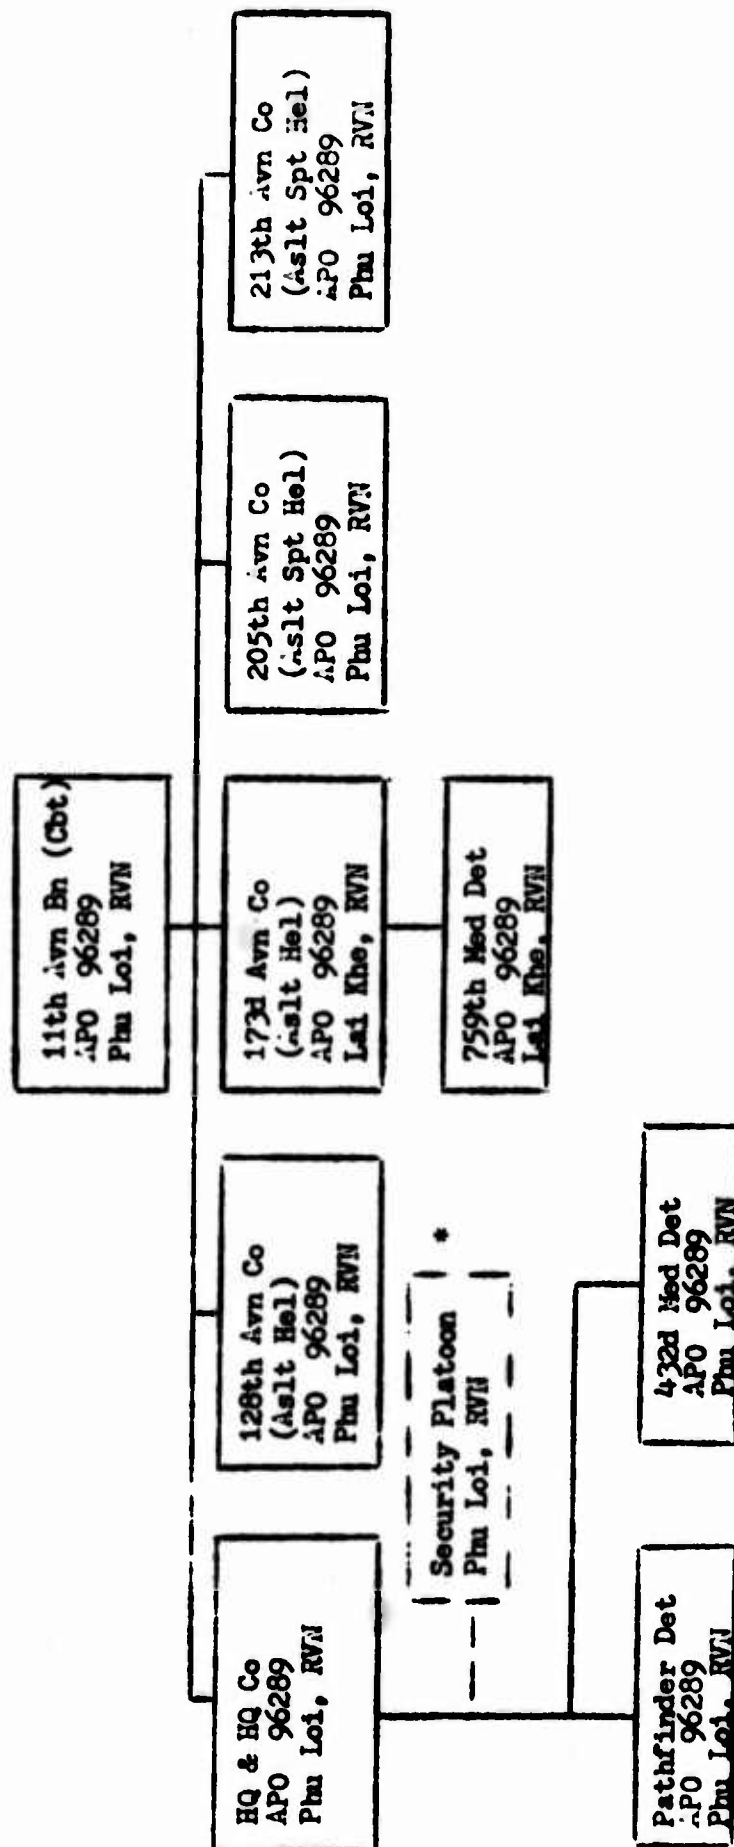 11th Avn Bn (Cbt)
APO 96289
Phu Loi, RVN
HQ & HQ Co
APO 96289
Phu Loi, RVN
128th Avn Co
(Aslt Hel)
APO 96289
Phu Loi, RVN
173d Avn Co
(Aslt Hel)
APO 96289
Lai Khe, RVN
205th Avn Co
(Aslt Spt Hel)
APO 96289
Phu Loi, RVN
213th Avn Co
(Aslt Spt Hel)
APO 96289
Phu Loi, RVN
Security Platoon *
Phu Loi, RVN
759th Med Det
APO 96289
Lai Khe, RVN
Pathfinder Det
APO 96289
Phu Loi, RVN
432d Med Det
APO 96289
Phu Loi, RVN